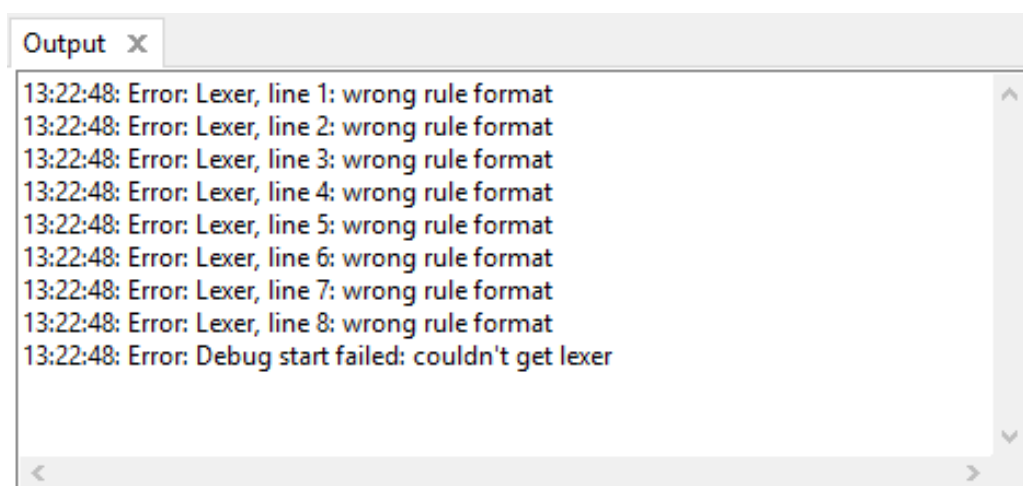 Output
13:22:48: Error: Lexer, line 1: wrong rule format
13:22:48: Error: Lexer, line 2: wrong rule format
13:22:48: Error: Lexer, line 3: wrong rule format
13:22:48: Error: Lexer, line 4: wrong rule format
13:22:48: Error: Lexer, line 5: wrong rule format
13:22:48: Error: Lexer, line 6: wrong rule format
13:22:48: Error: Lexer, line 7: wrong rule format
13:22:48: Error: Lexer, line 8: wrong rule format
13:22:48: Error: Debug start failed: couldn't get lexer